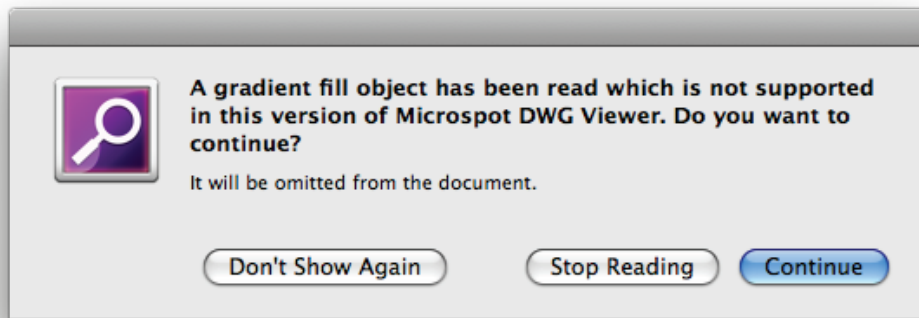 A gradient fill object has been read which is not supported
in this version of Microspot DWG Viewer. Do you want to
continue?
It will be omitted from the document.
Don't Show Again
Stop Reading
Continue